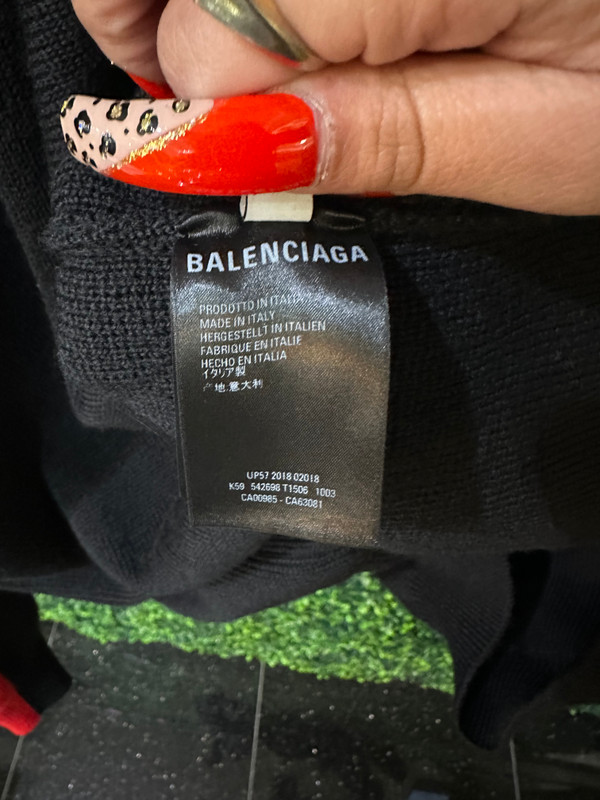 BALENCIAGA
PRODOTTO IN ITALIA
MADE IN ITALY
HERGESTELLT IN ITALIEN
FABRIQUE EN ITALIE
HECHO EN ITALIA
イタリア製
产地:意大利
UP57 2018 02018
K59 542698 T1506 1003
CA00985 - CA63081